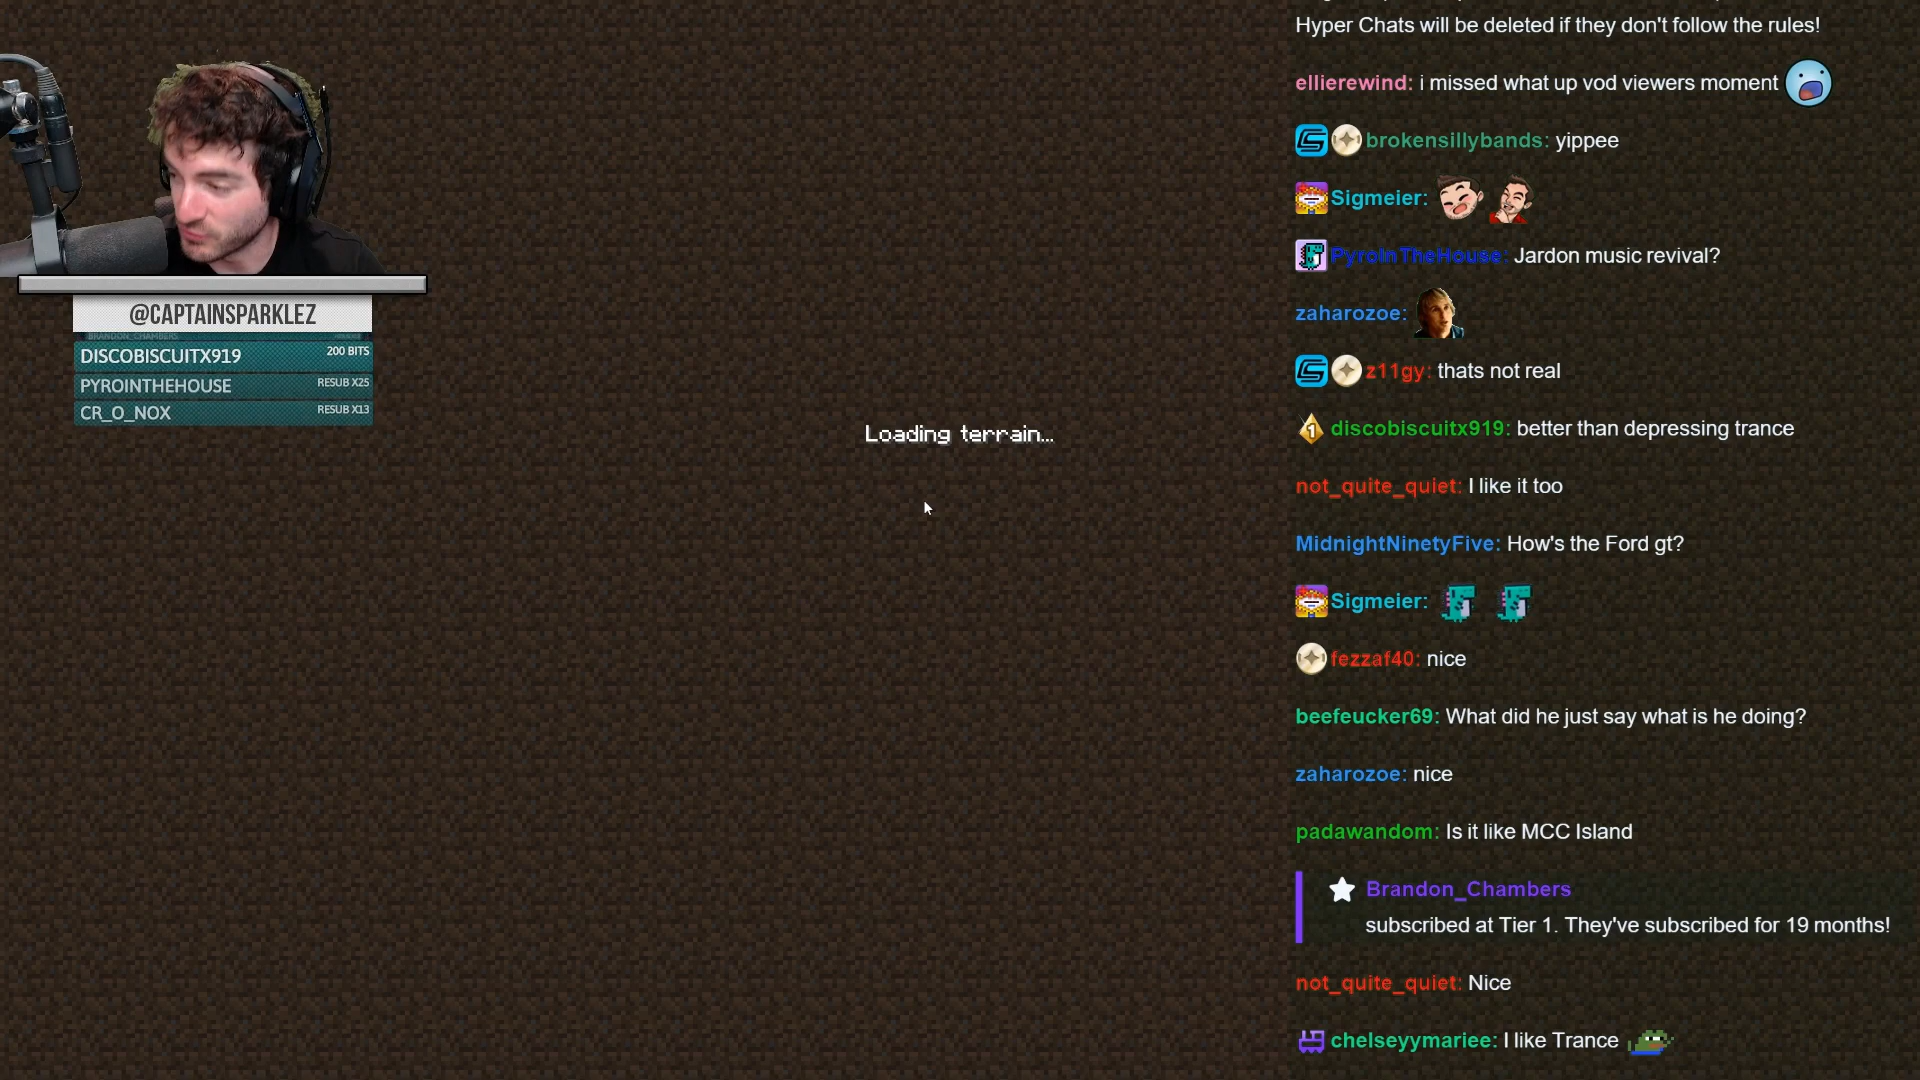 Hyper Chats will be deleted if they don't follow the rules!
ellierewind: i missed what up vod viewers moment
brokensillybands: yippee
Sigmeier:
PyroInTheHouse: Jardon music revival?
zaharozoe:
z11gy: thats not real
discobiscuitx919: better than depressing trance
not_quite_quiet: I like it too
MidnightNinetyFive: How's the Ford gt?
Sigmeier:
fezzaf40: nice
beefeucker69: What did he just say what is he doing?
zaharozoe: nice
padawandom: Is it like MCC Island
Brandon_Chambers
subscribed at Tier 1. They've subscribed for 19 months!
not_quite_quiet: Nice
chelseyymariee: I like Trance
@CAPTAINSPARKLEZ
BRANDON_CHAMBERS
DISCOBISCUITX919 200 BITS
PYROINTHEHOUSE RESUB X25
CR_O_NOX RESUB X13
Loading terrain...